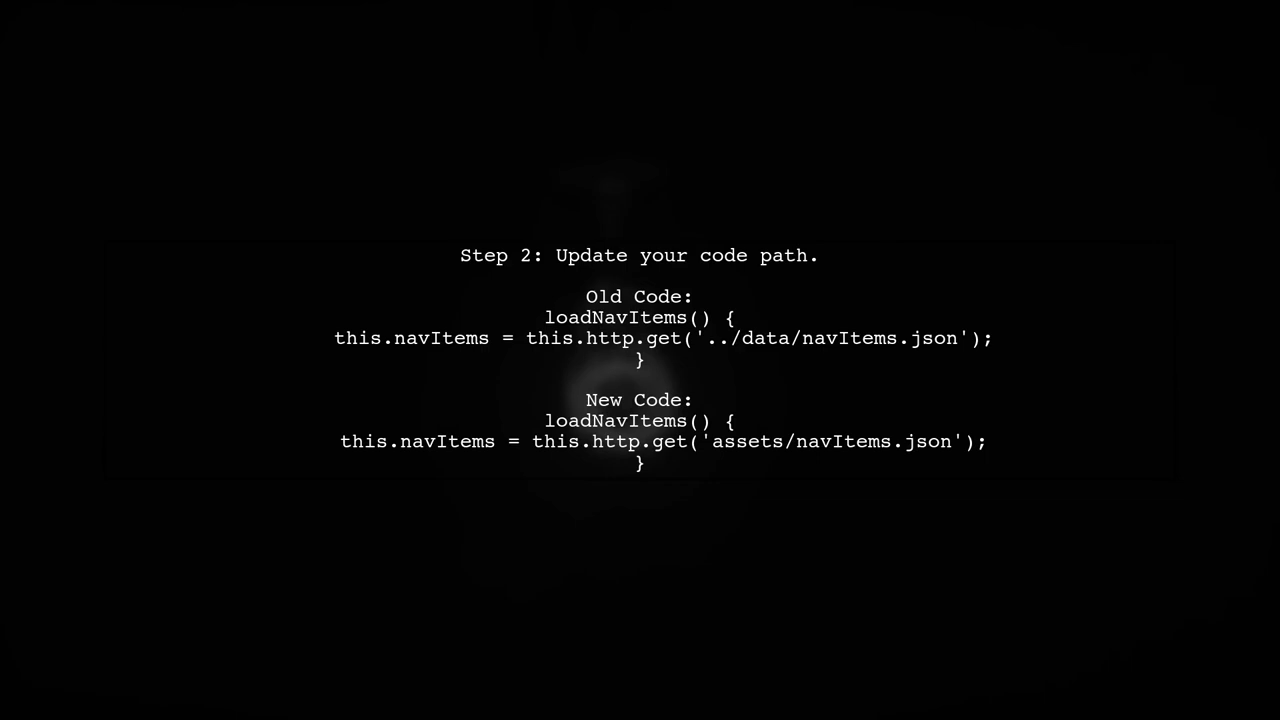 Step 2: Update your code path.
Old Code:
loadNavItems() {
this.navItems = this.http.get('../data/navItems.json');
}
New Code:
loadNavItems() {
this.navItems = this.http.get('assets/navItems.json');
}